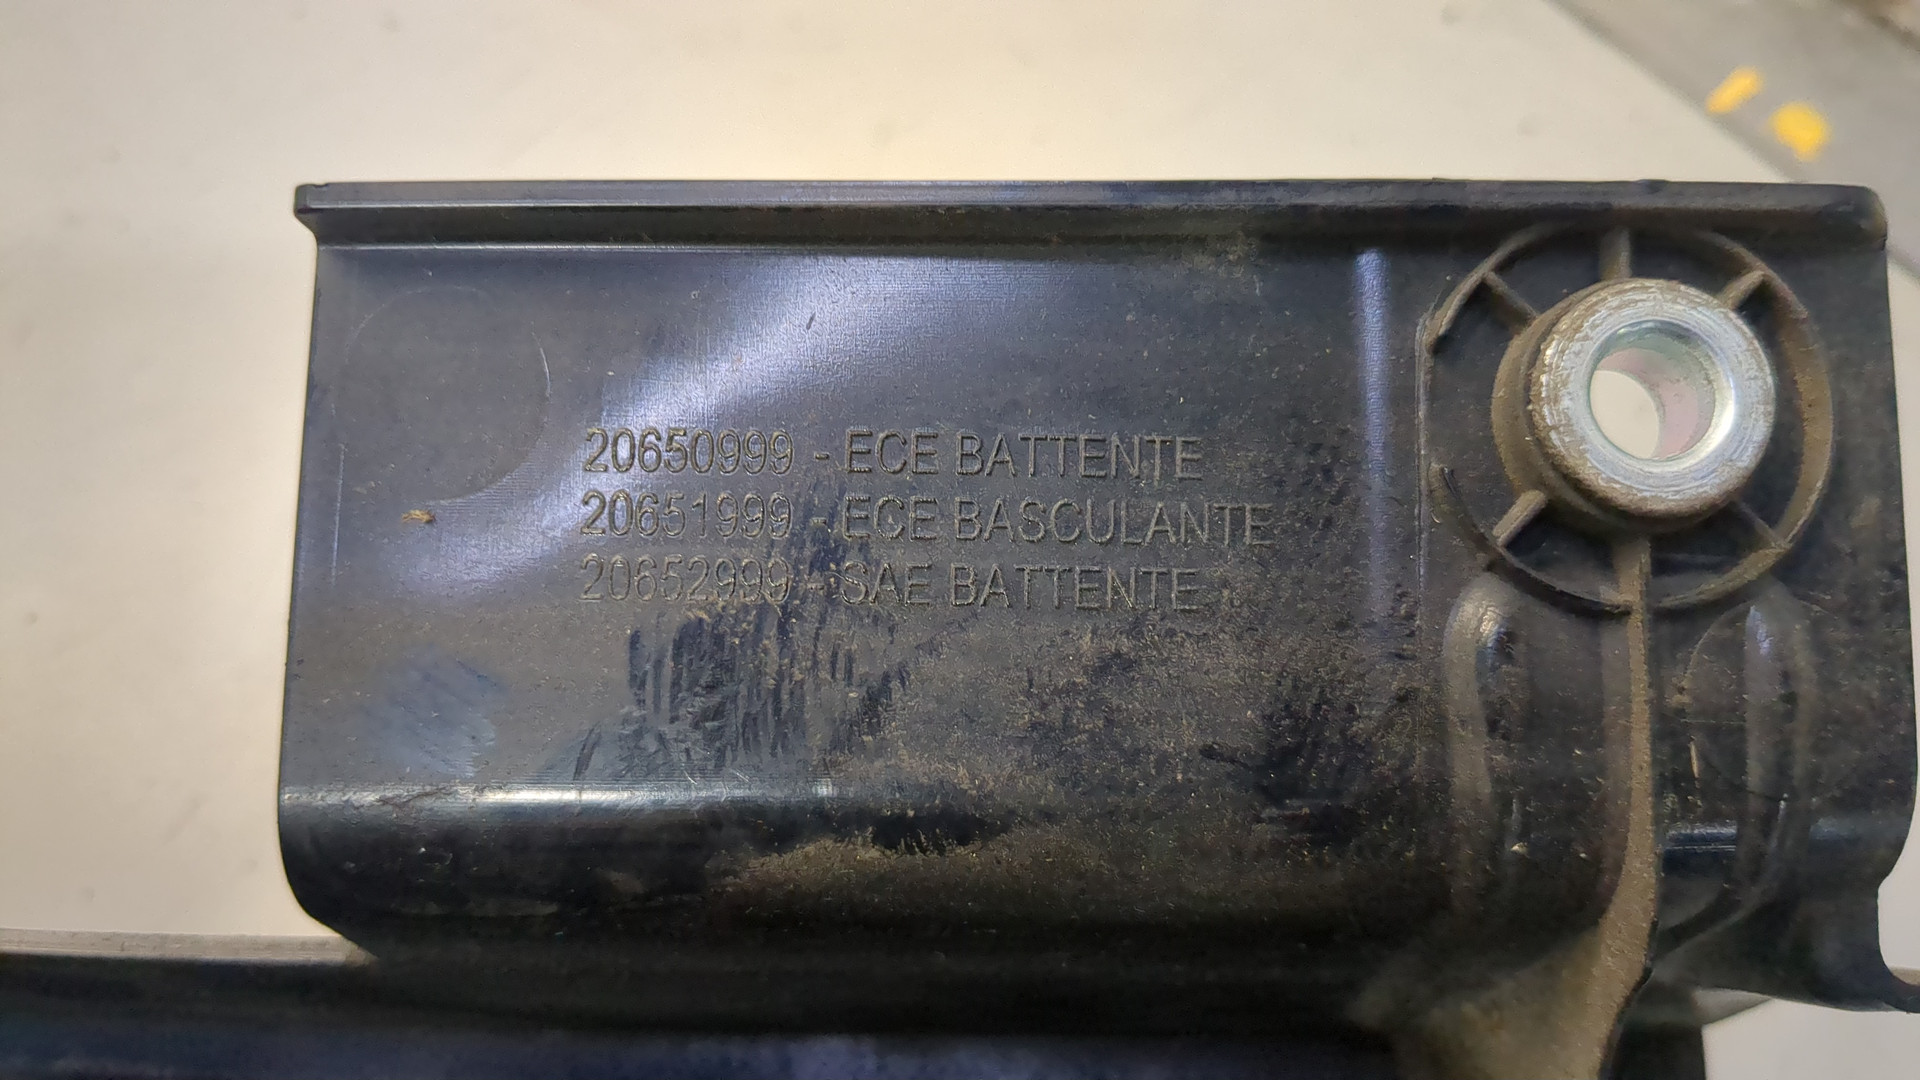 20650999 - ECE BATTENTE
20651999 - ECE BASCULANTE
20652999 - SAE BATTENTE